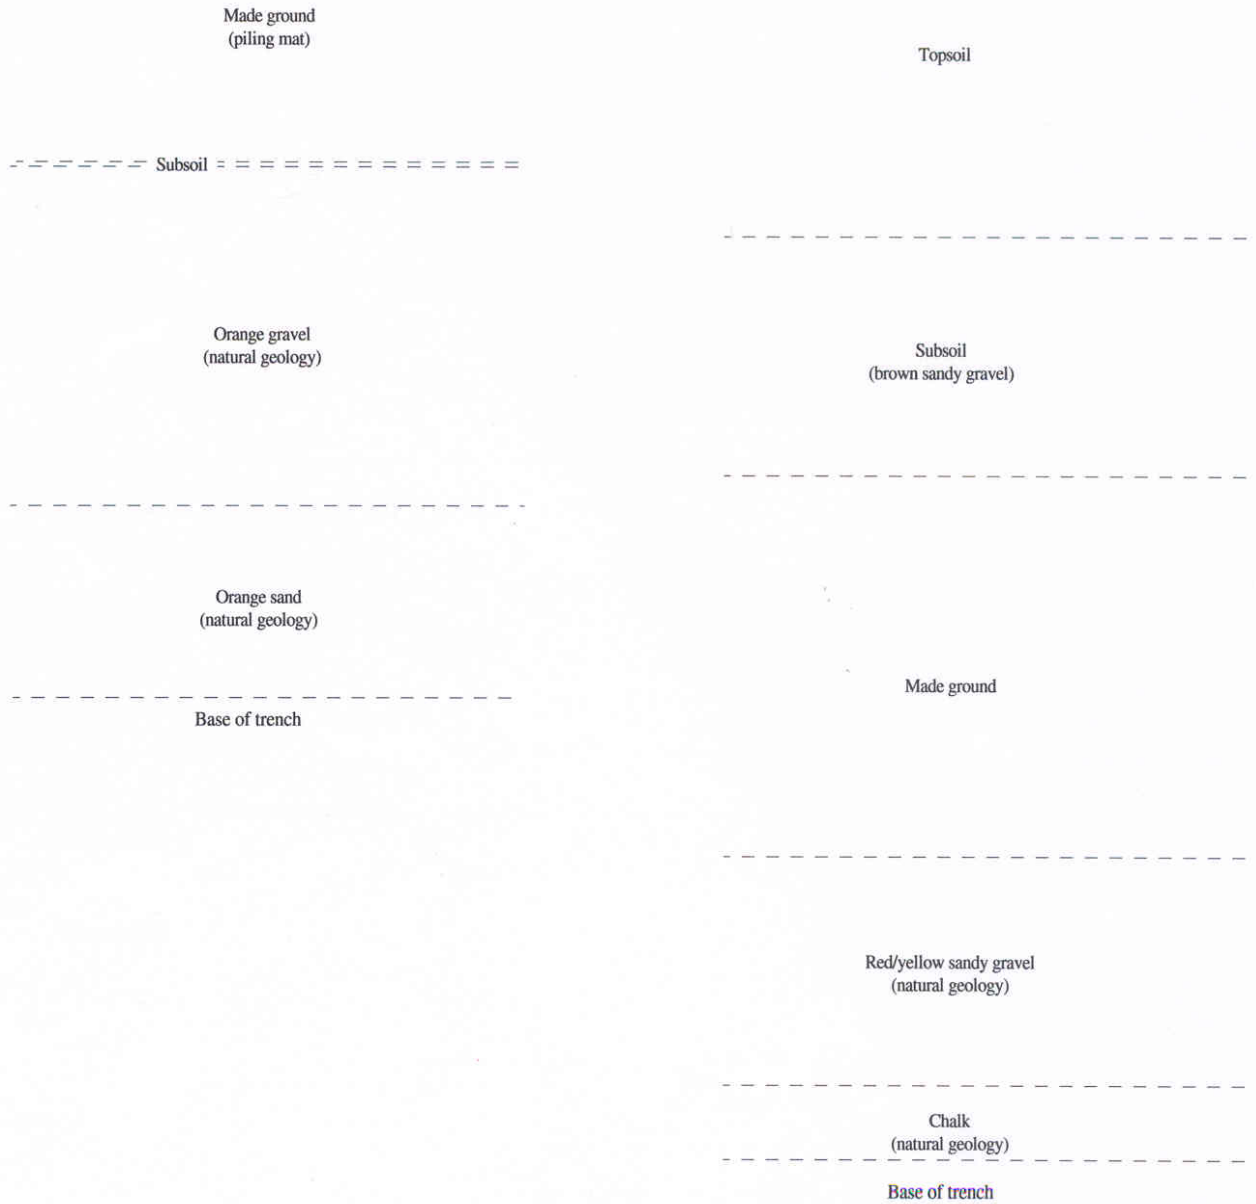 Made ground
(piling mat)
Subsoil
Orange gravel
(natural geology)
Orange sand
(natural geology)
Base of trench
Topsoil
Subsoil
(brown sandy gravel)
Made ground
Red/yellow sandy gravel
(natural geology)
Chalk
(natural geology)
Base of trench